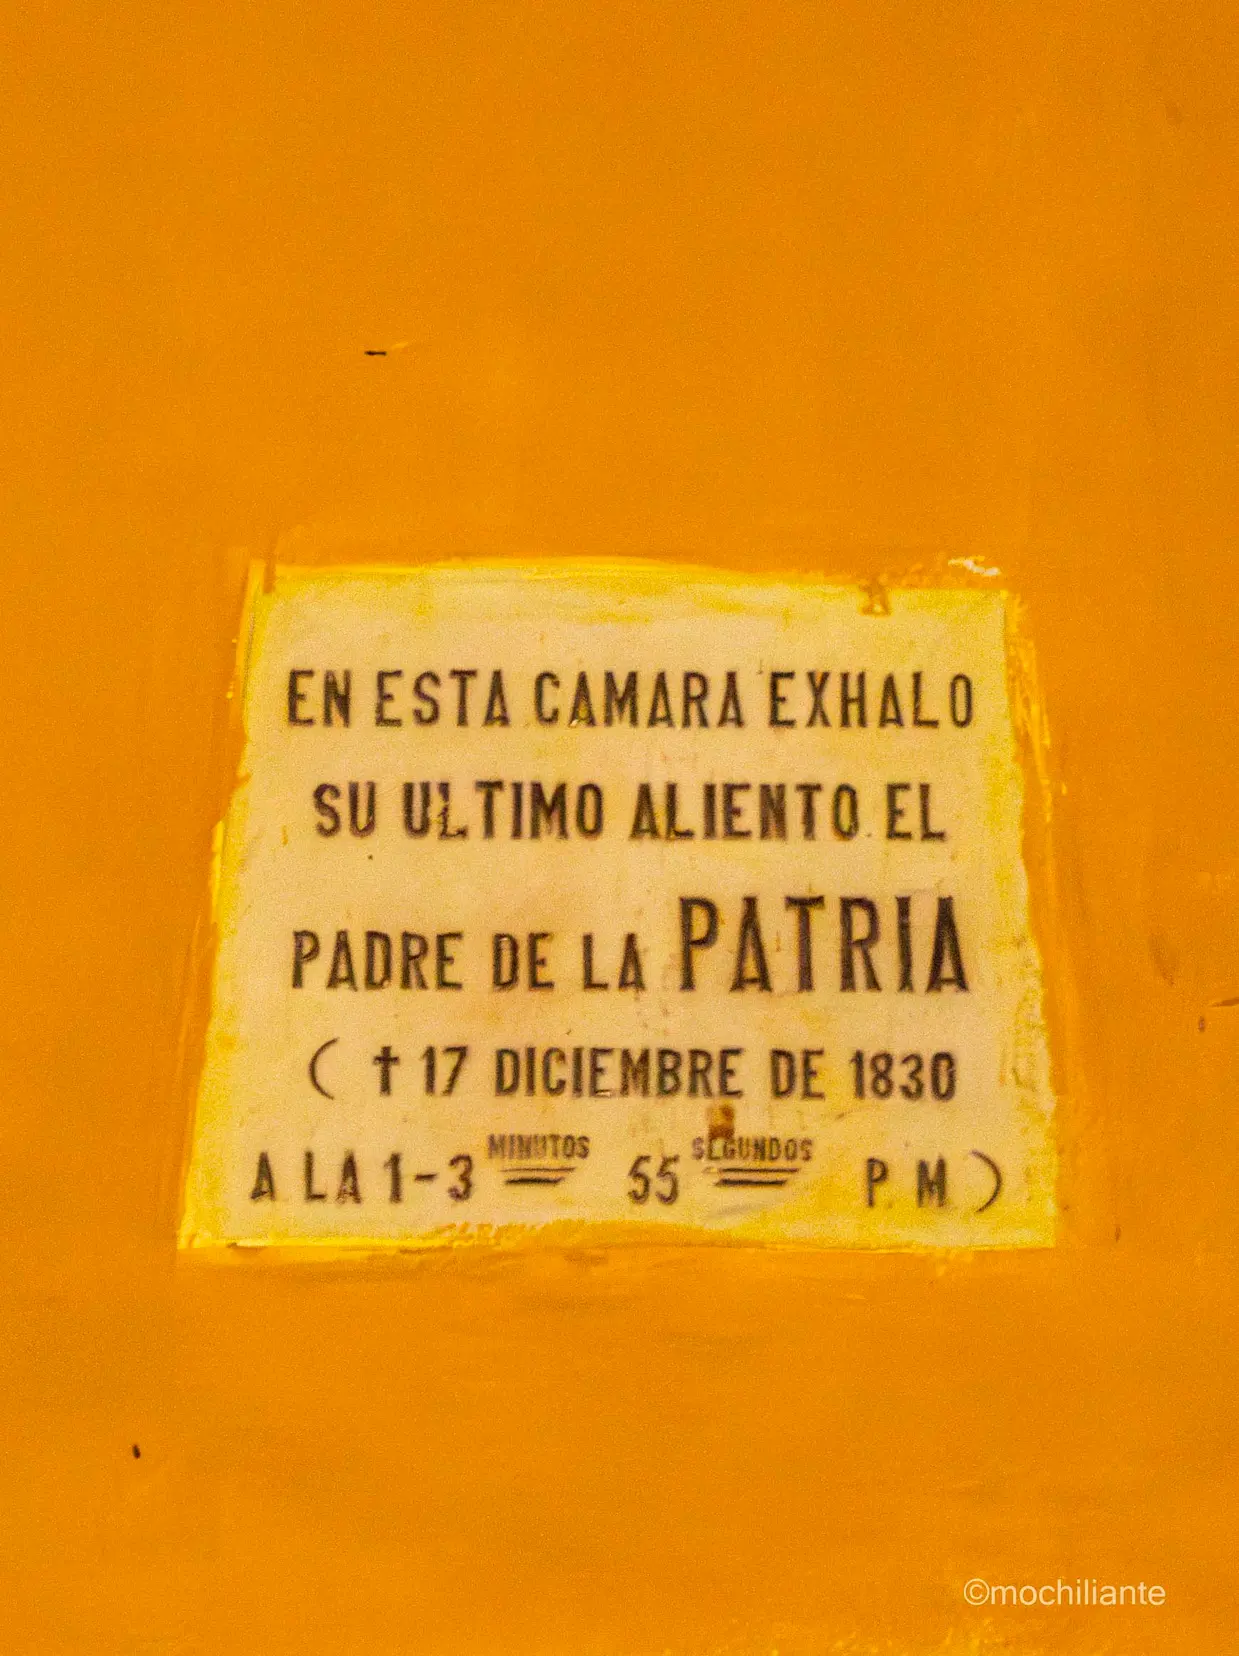 EN ESTA CAMARA EXHALO
SU ULTIMO ALIENTO EL
PADRE DE LA PATRIA
( † 17 DICIEMBRE DE 1830
A LA 1-3 MINUTOS 55 SEGUNDOS P M )
©mochiliante